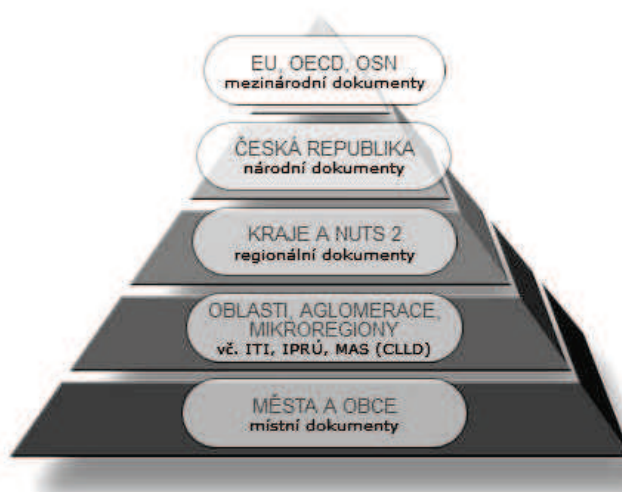 EU, OECD, OSN
mezinárodní dokumenty
ČESKÁ REPUBLIKA
národní dokumenty
KRAJE A NUTS 2
regionální dokumenty
OBLASTI, AGLOMERACE,
MIKROREGIONY
vč. ITI, IPRÚ, MAS (CLLD)
MĚSTA A OBCE
místní dokumenty